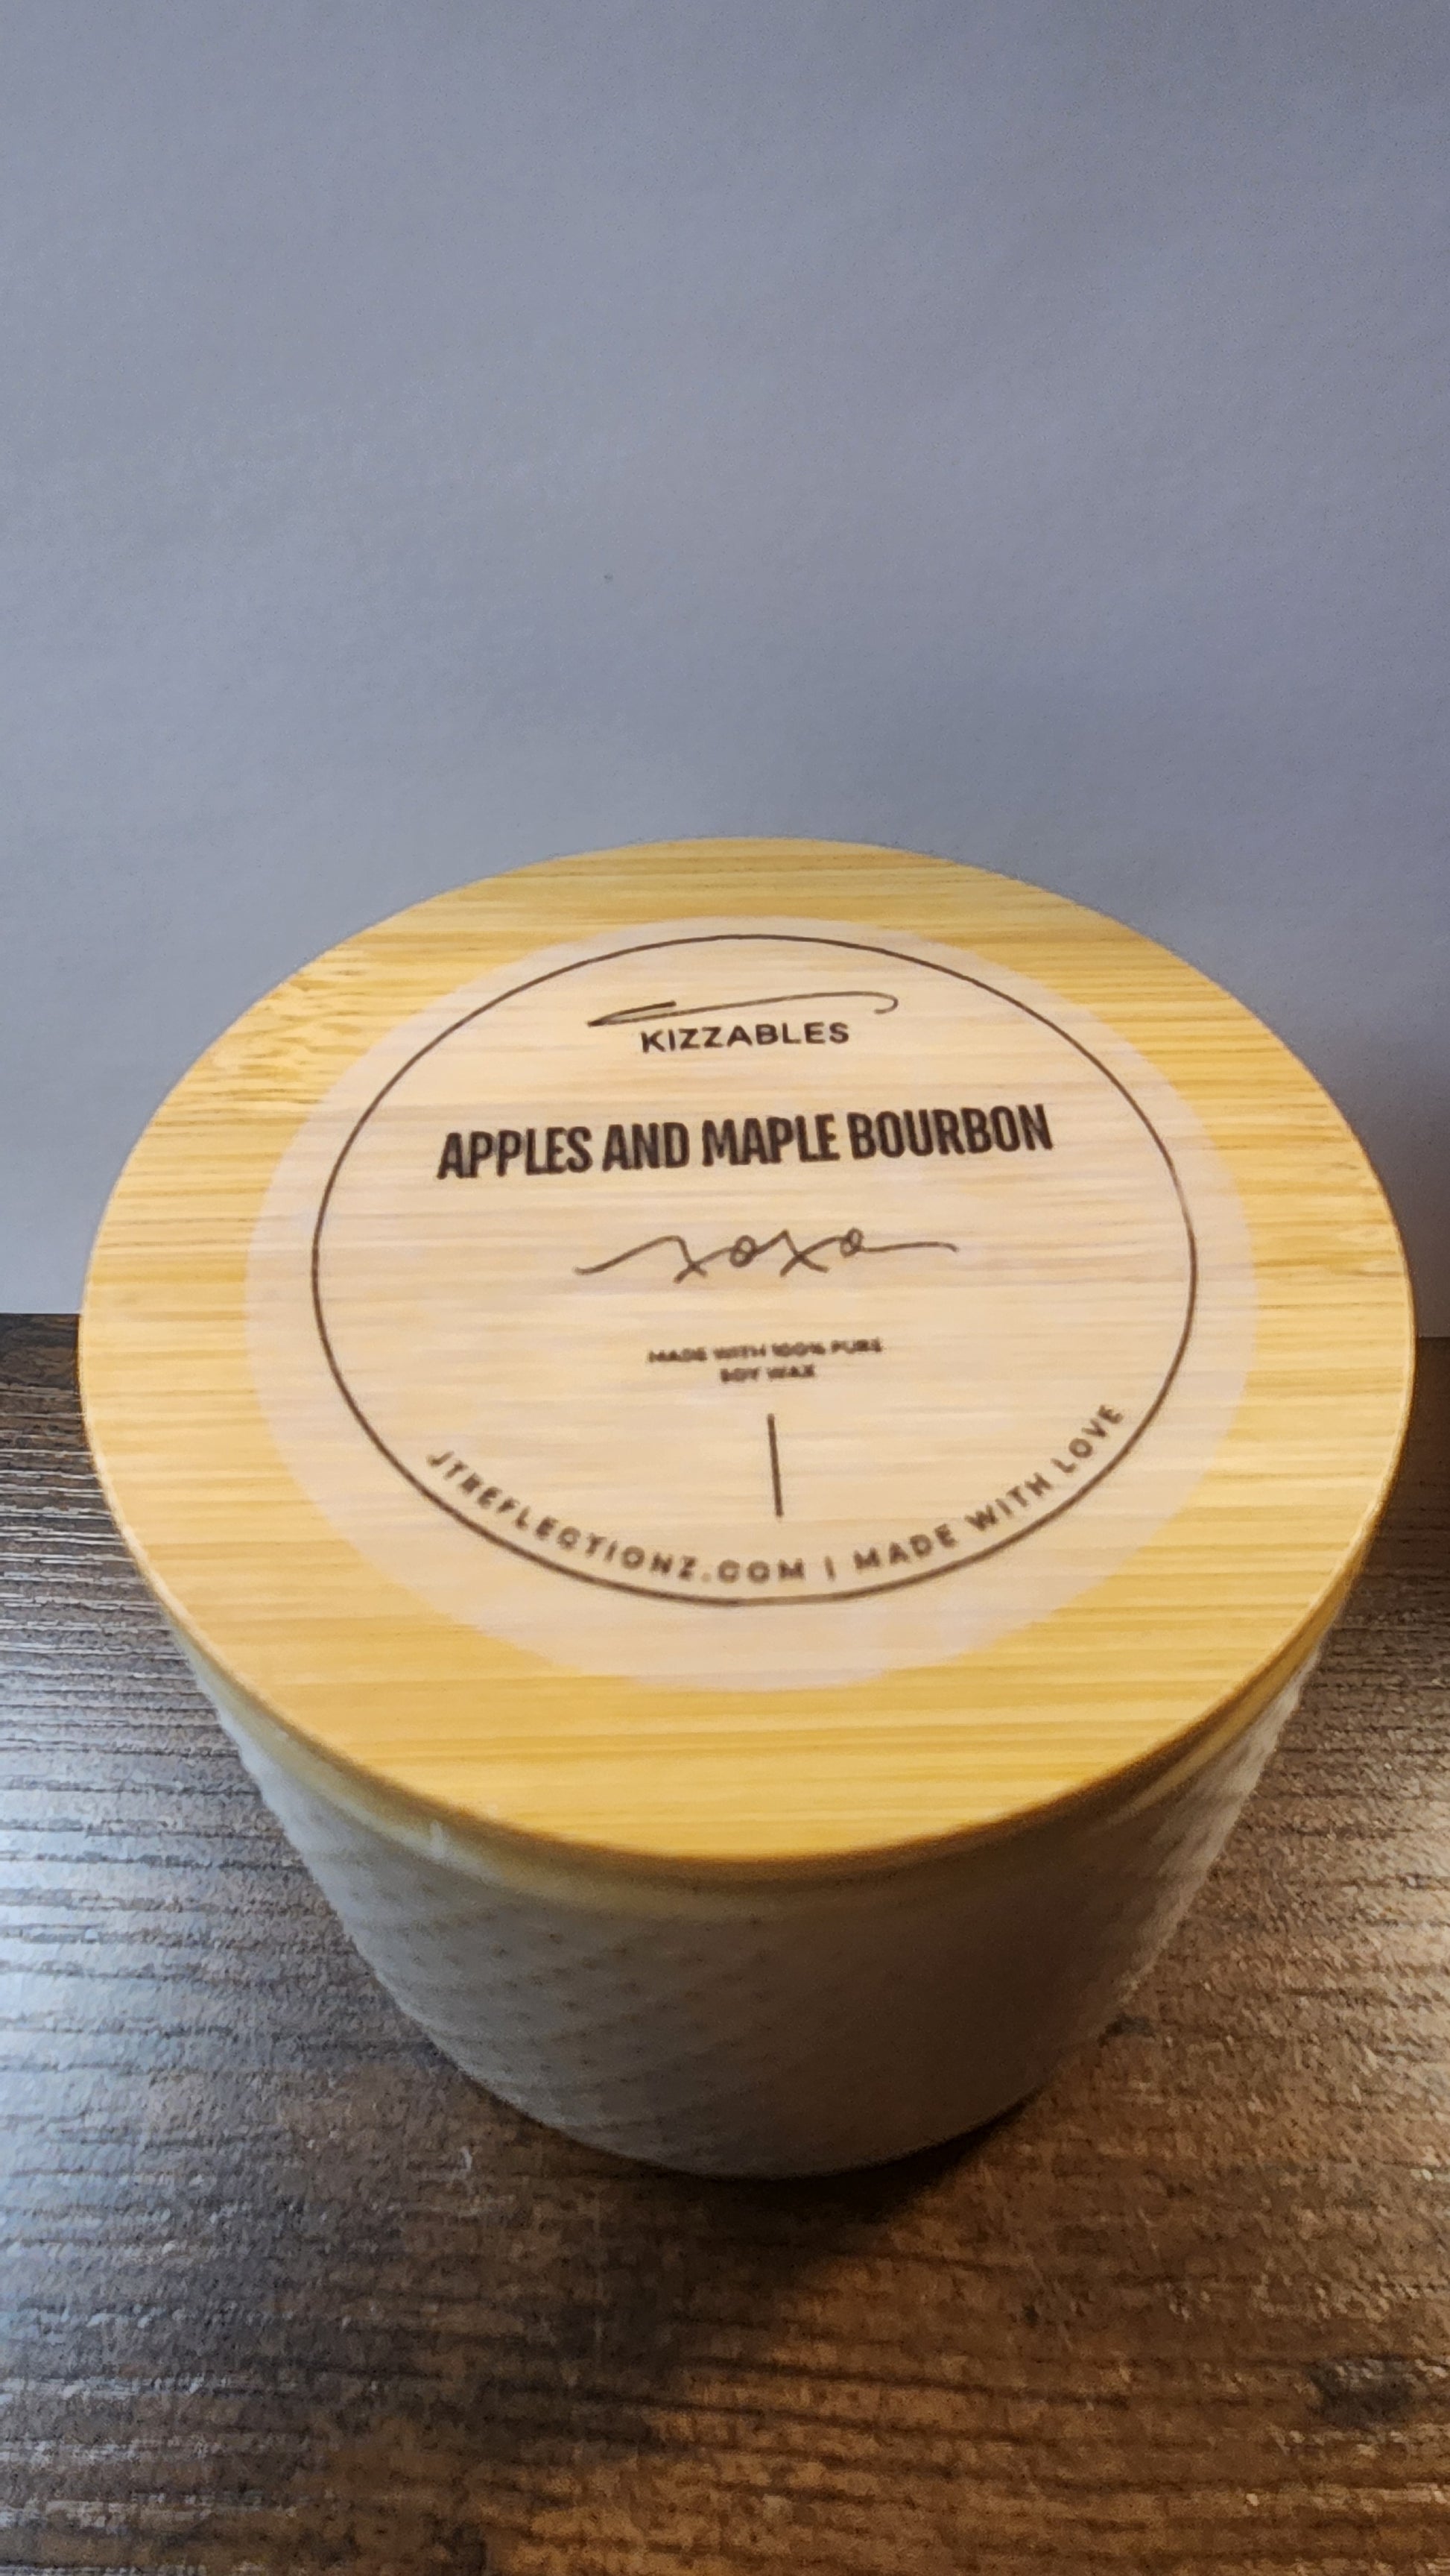 KIZZABLES
APPLES AND MAPLE BOURBON
xoxo
MADE WITH 100% PURE
SOY WAX
JTREFLECTIONZ.COM | MADE WITH LOVE